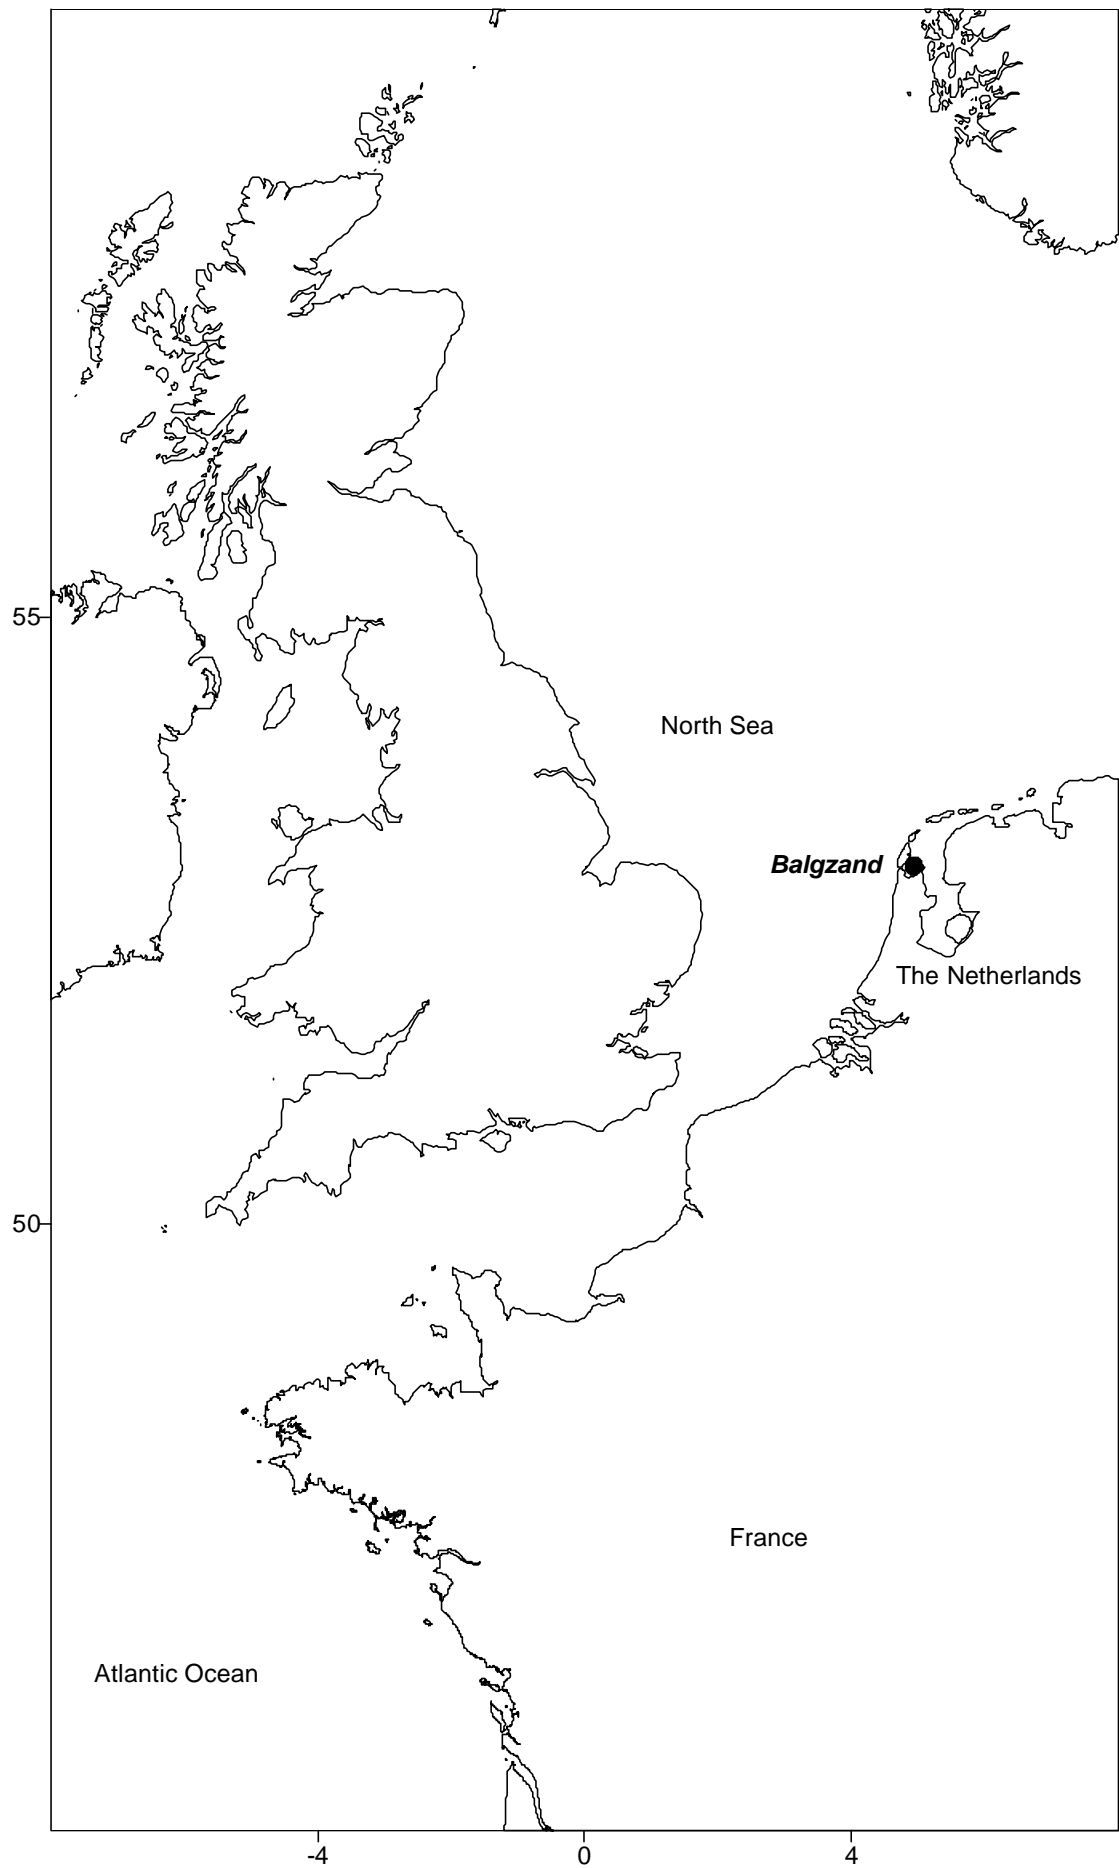 55
North Sea
Balgzand
The Netherlands
50
France
Atlantic Ocean
-4
0
4